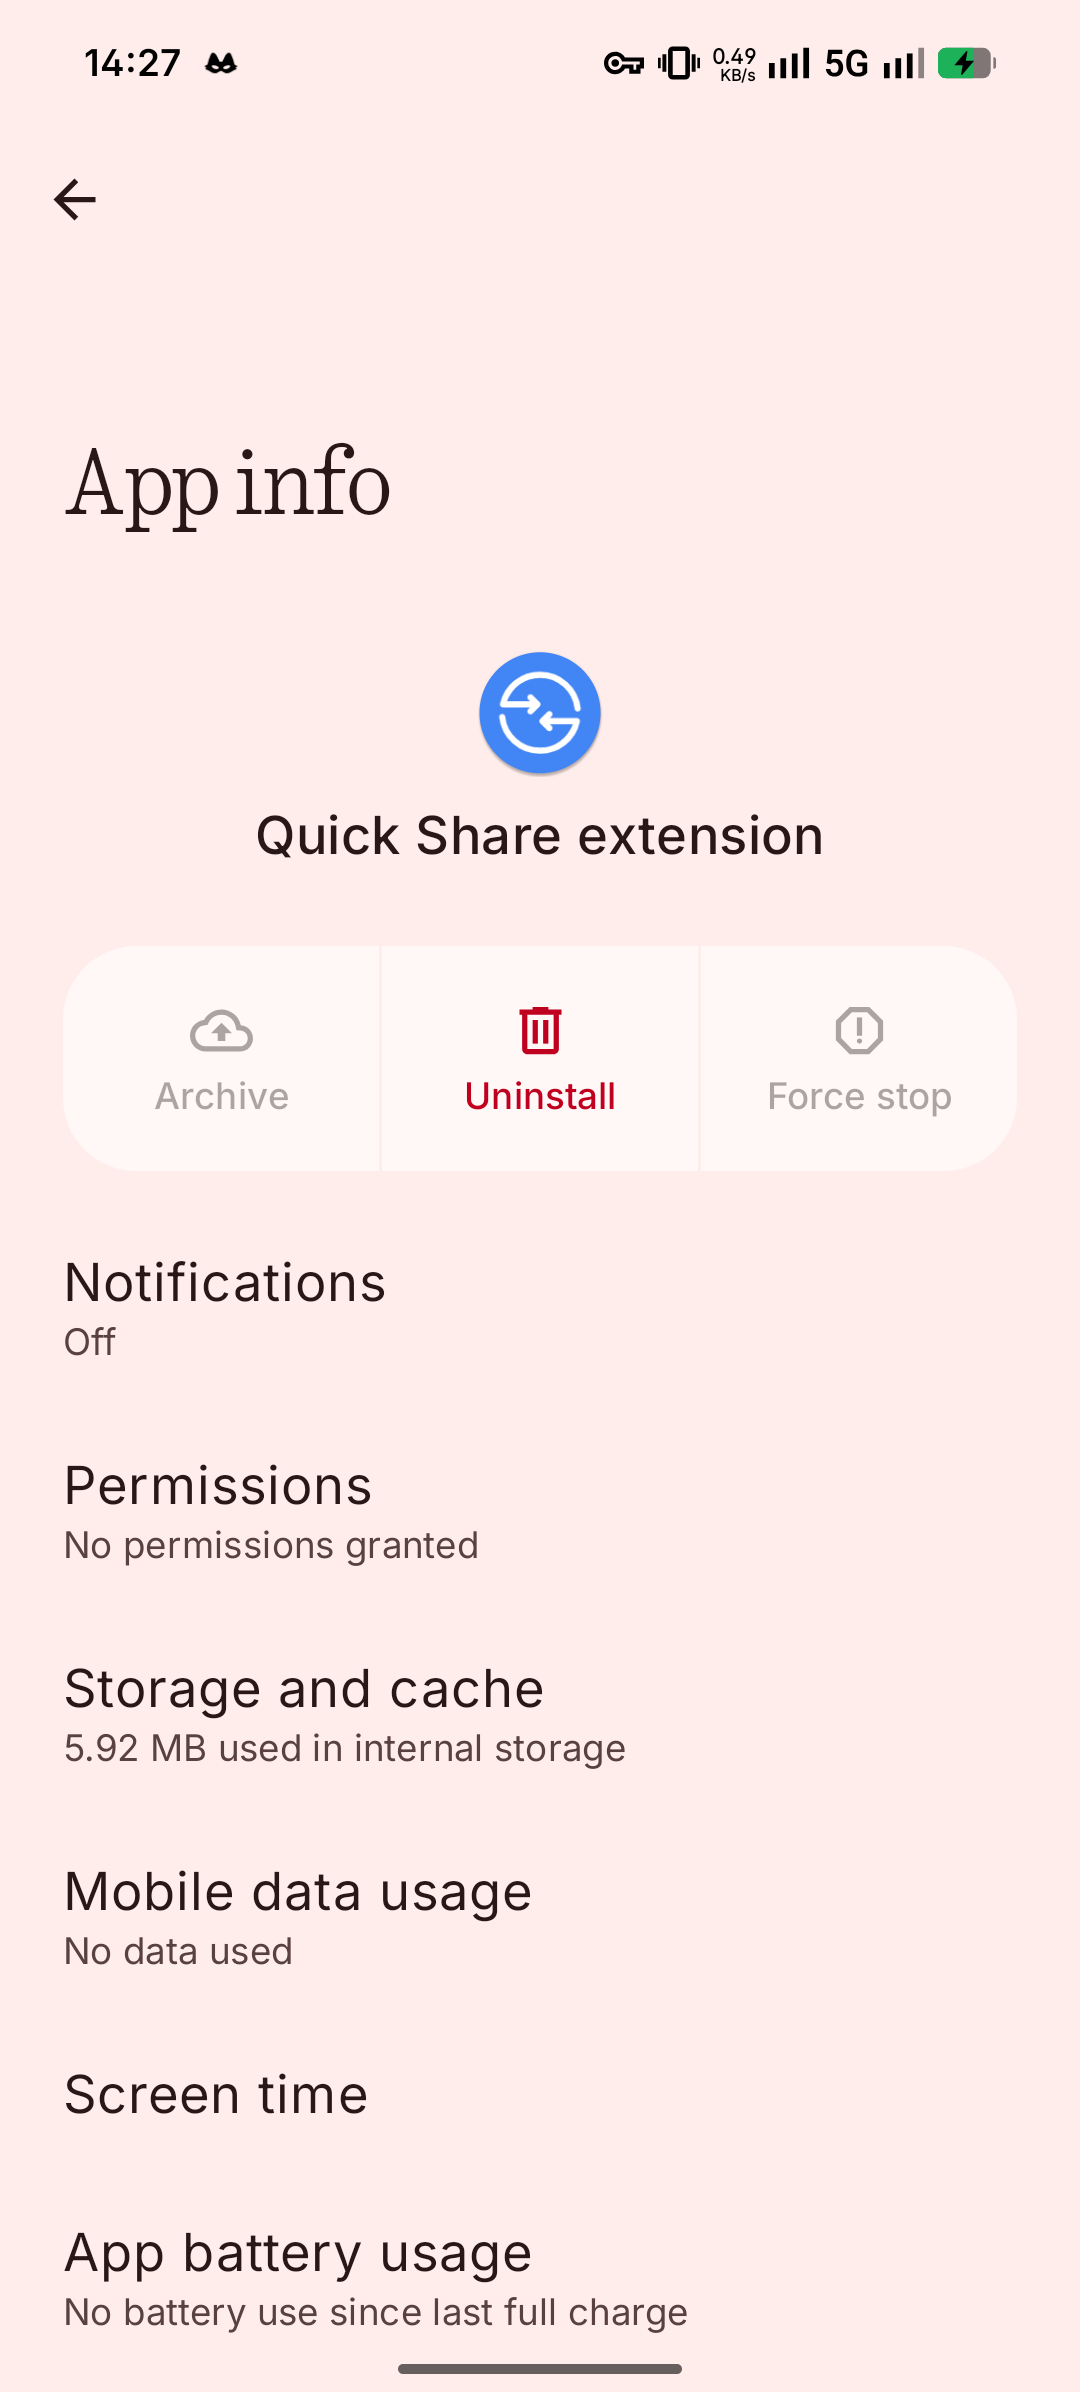 14:27
0.49
KB/s
5G
App info
Quick Share extension
Archive
Uninstall
Force stop
Notifications
Off
Permissions
No permissions granted
Storage and cache
5.92 MB used in internal storage
Mobile data usage
No data used
Screen time
App battery usage
No battery use since last full charge